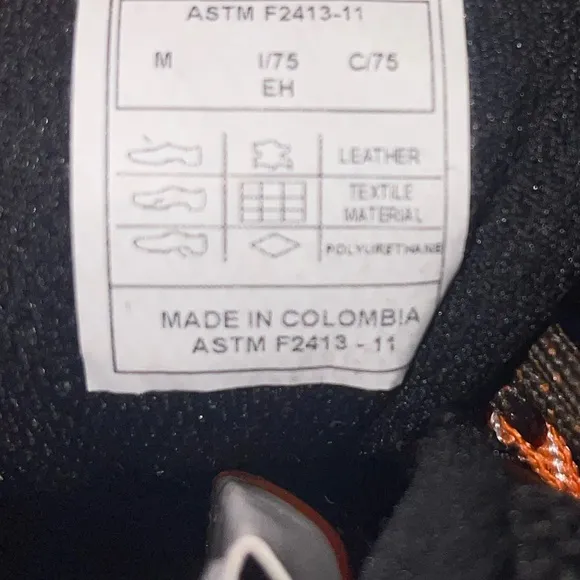 ASTM F2413-11
M I/75 C/75
EH
LEATHER
TEXTILE
MATERIAL
POLYURETHANE
MADE IN COLOMBIA
ASTM F2413 - 11